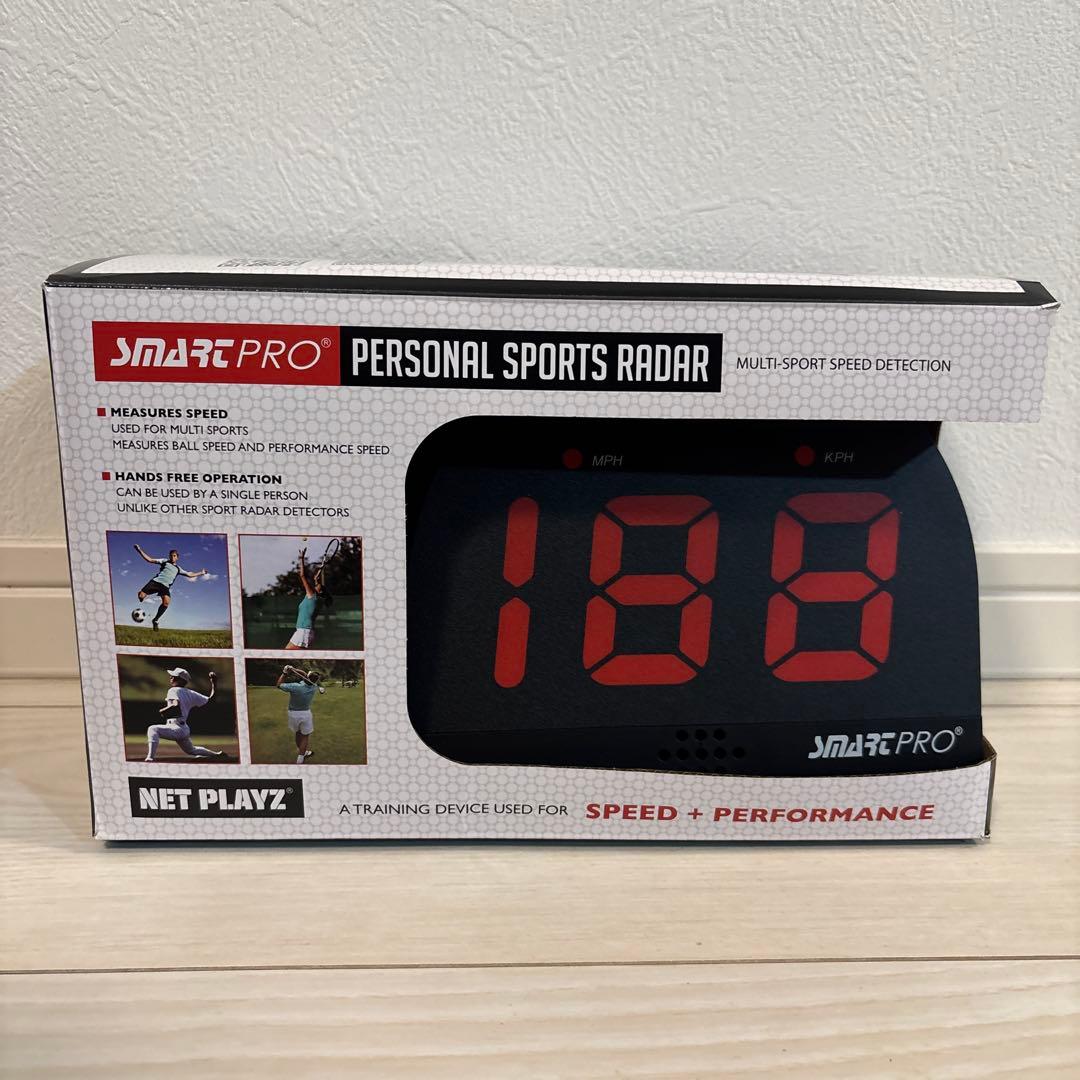 SMARTPRO® PERSONAL SPORTS RADAR MULTI-SPORT SPEED DETECTION
MEASURES SPEED
USED FOR MULTI SPORTS
MEASURES BALL SPEED AND PERFORMANCE SPEED
HANDS FREE OPERATION
CAN BE USED BY A SINGLE PERSON
UNLIKE OTHER SPORT RADAR DETECTORS
MPH KPH
188
SMARTPRO®
NET PLAYZ®
A TRAINING DEVICE USED FOR SPEED + PERFORMANCE